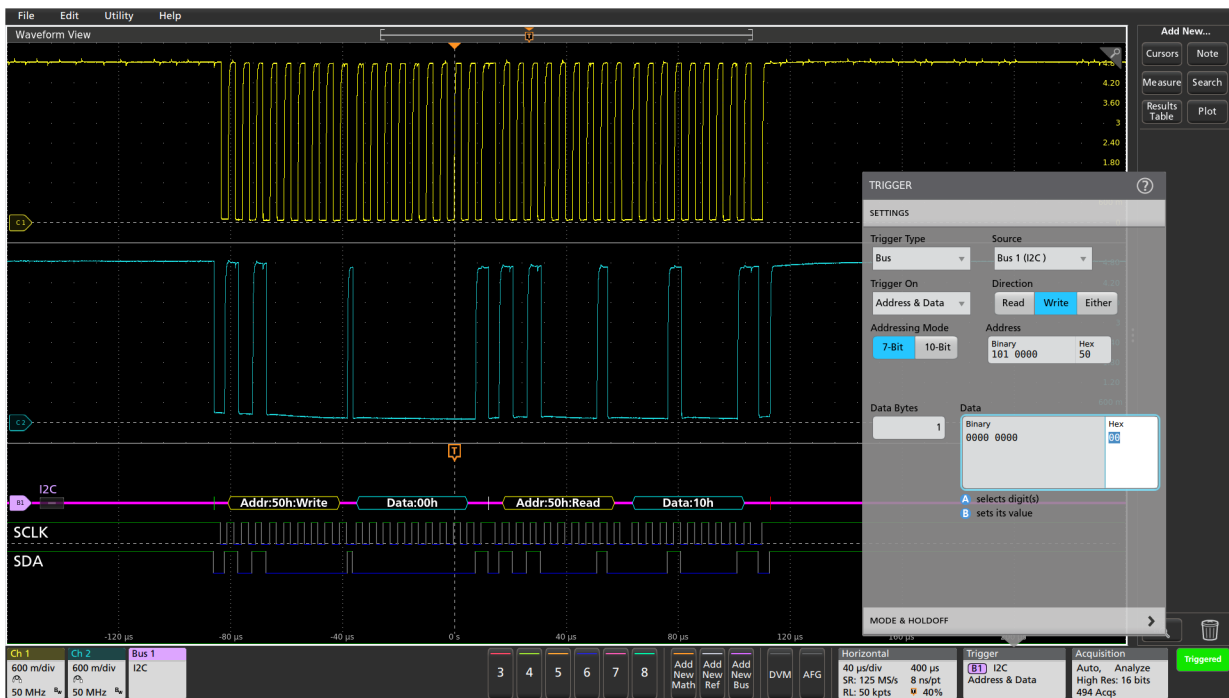 File Edit Utility Help
Waveform View
Add New...
Cursors Note
Measure Search
Results Table Plot
4.20
3.60
3
2.40
1.80
C1
C2
TRIGGER ?
SETTINGS
Trigger Type Source
Bus Bus 1 (I2C )
Trigger On Direction
Address & Data Read Write Either
Addressing Mode Address
7-Bit 10-Bit Binary Hex
101 0000 50
Data Bytes Data
1 Binary Hex
0000 0000 00
A selects digit(s)
B sets its value
MODE & HOLDOFF
T
B1 I2C
Addr:50h:Write Data:00h Addr:50h:Read Data:10h
SCLK
SDA
-120 µs -80 µs -40 µs 0s 40 µs 80 µs 120 µs 160 µs
Ch 1
600 m/div
50 MHz Bw
Ch 2
600 m/div
50 MHz Bw
Bus 1
I2C
3 4 5 6 7 8
Add New Math
Add New Ref
Add New Bus
DVM AFG
Horizontal
40 µs/div 400 µs
SR: 125 MS/s 8 ns/pt
RL: 50 kpts 40%
Trigger
B1 I2C
Address & Data
Acquisition
Auto, Analyze
High Res: 16 bits
494 Acqs
Triggered